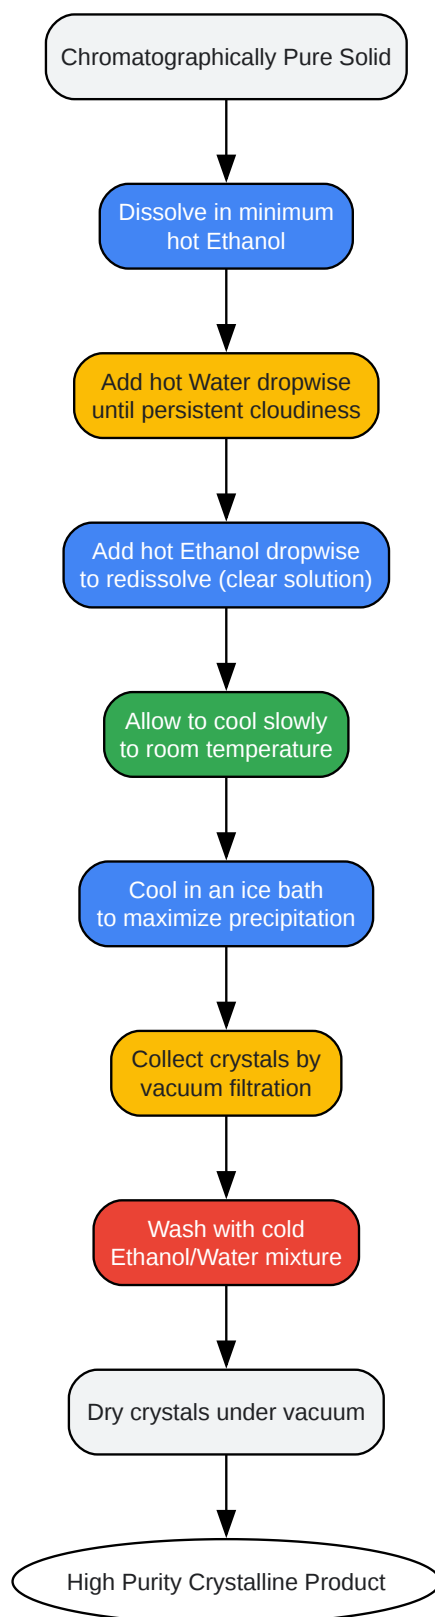 Chromatographically Pure Solid
Dissolve in minimum
hot Ethanol
Add hot Water dropwise
until persistent cloudiness
Add hot Ethanol dropwise
to redissolve (clear solution)
Allow to cool slowly
to room temperature
Cool in an ice bath
to maximize precipitation
Collect crystals by
vacuum filtration
Wash with cold
Ethanol/Water mixture
Dry crystals under vacuum
High Purity Crystalline Product